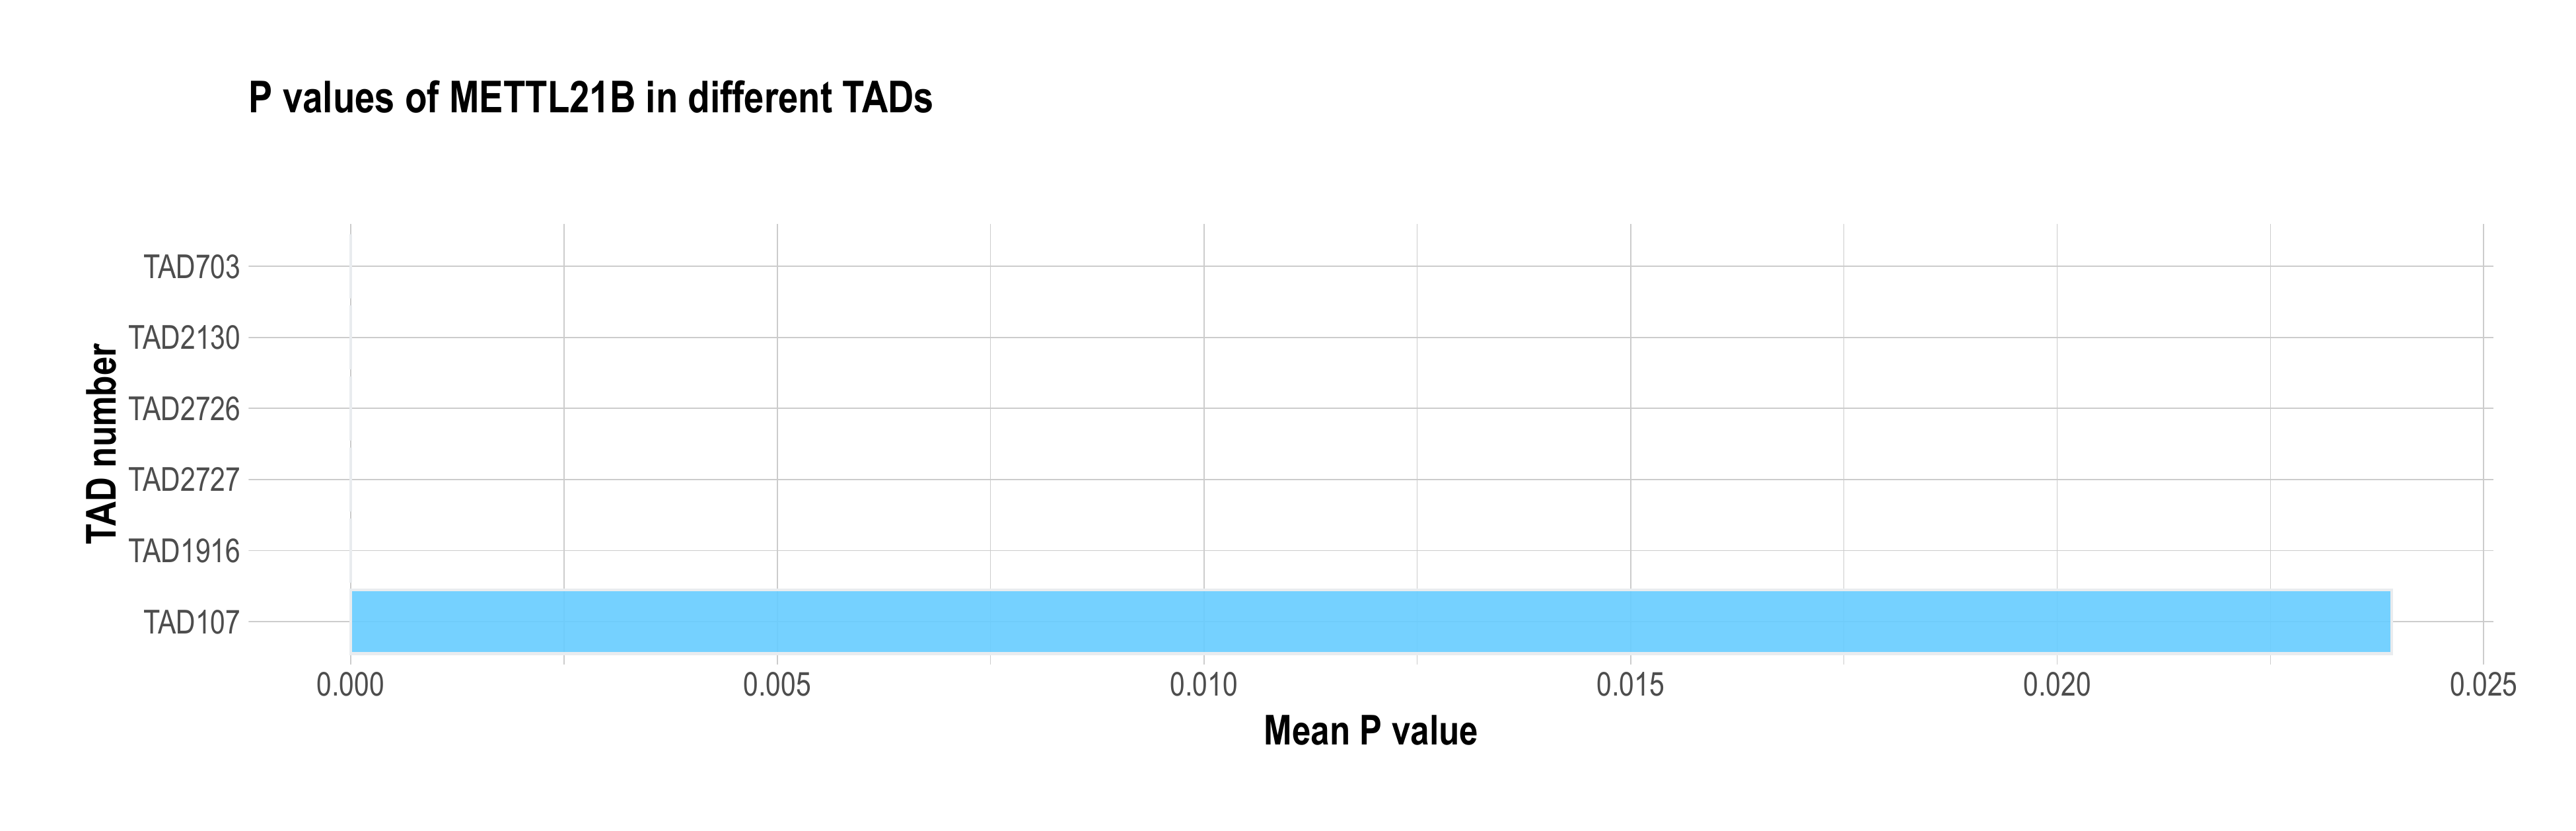 P values of METTL21B in different TADs
TAD number
TAD703
TAD2130
TAD2726
TAD2727
TAD1916
TAD107
0.000 0.005 0.010 0.015 0.020 0.025
Mean P value